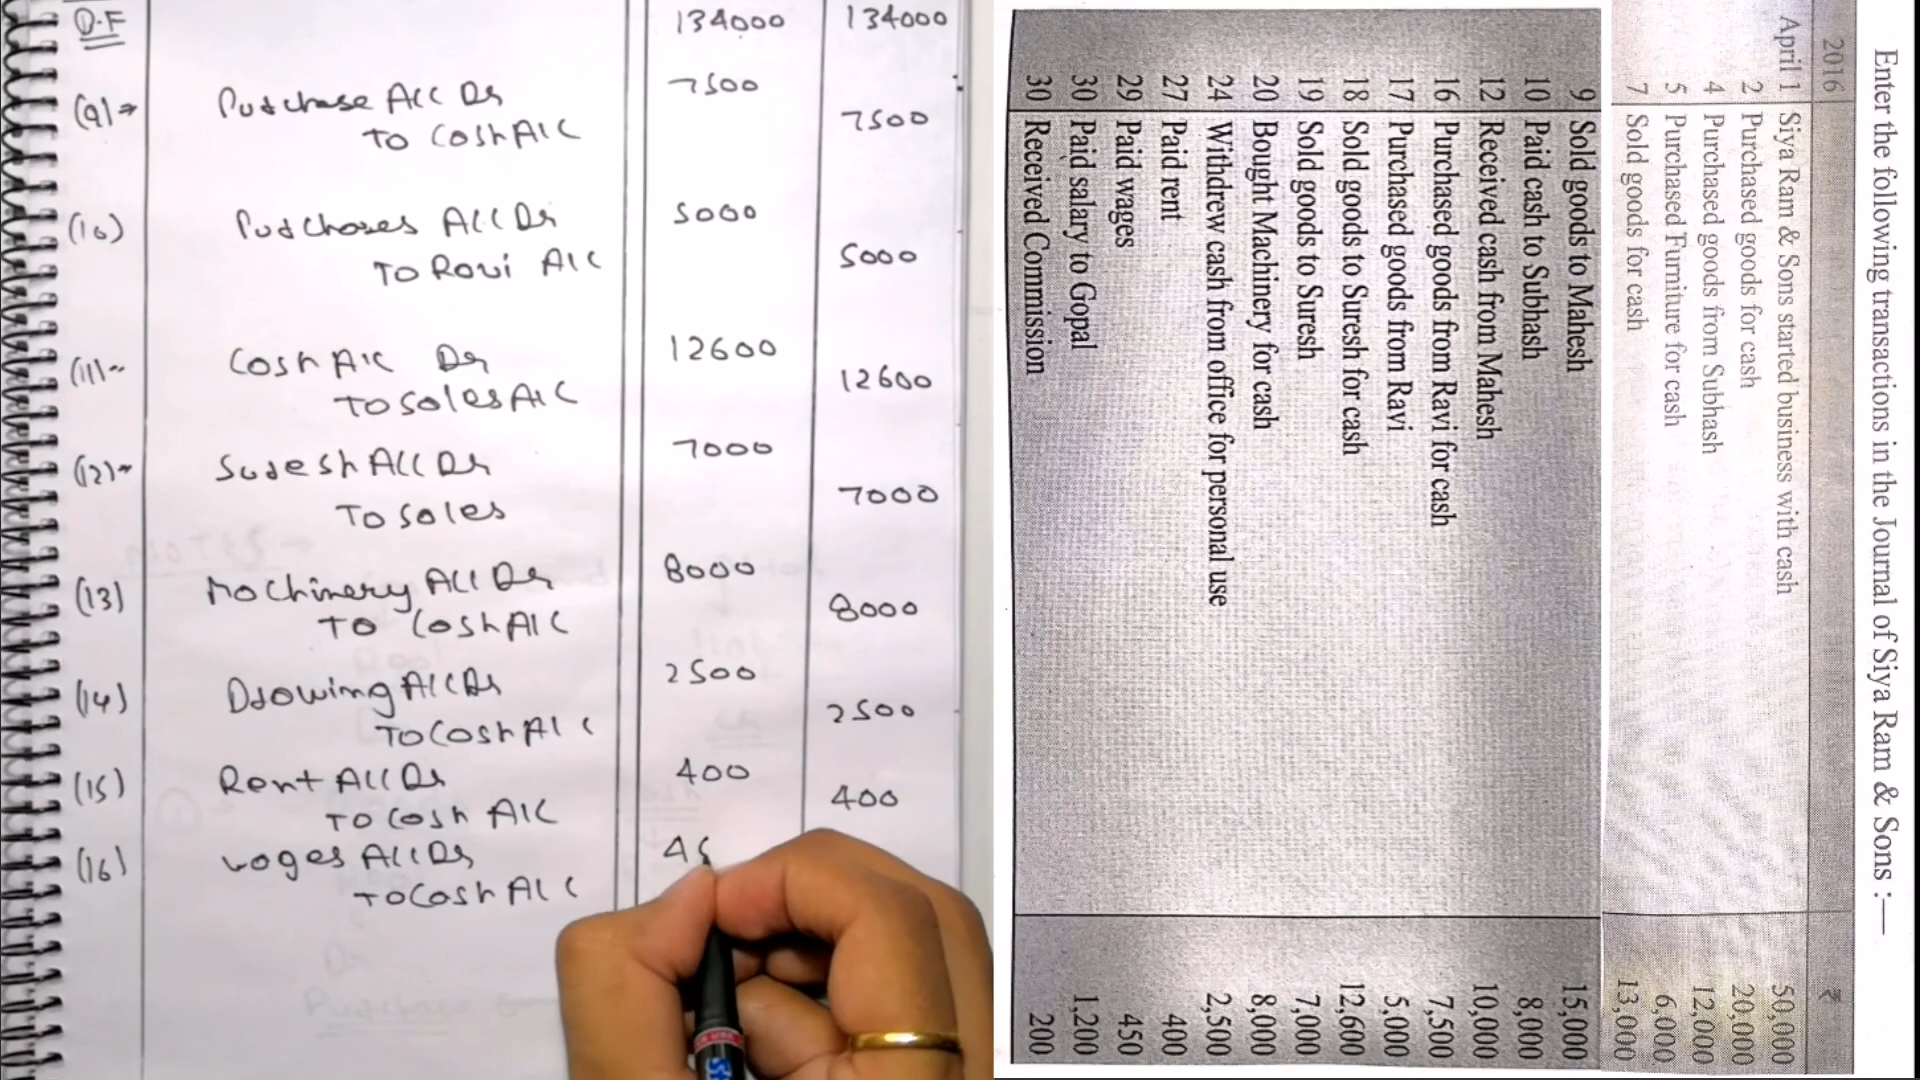 B.F 134000 134000
(9) Purchase A/C Dr 7500
To Cash A/C 7500
(10) Purchases A/C Dr 5000
To Ravi A/C 5000
(11) Cash A/C Dr 12600
To Sales A/C 12600
(12) Suresh A/C Dr 7000
To Sales 7000
(13) Machinery A/C Dr 8000
To Cash A/C 8000
(14) Drowing A/C Dr 2500
To Cash A/C 2500
(15) Rent A/C Dr 400
To Cash A/C 400
(16) wages A/C Dr 45
To Cash A/C
Enter the following transactions in the Journal of Siya Ram & Sons :—
2016 ₹
April 1 Siya Ram & Sons started business with cash 50,000
2 Purchased goods for cash 20,000
4 Purchased goods from Subhash 12,000
5 Purchased Furniture for cash 6,000
7 Sold goods for cash 13,000
9 Sold goods to Mahesh 15,000
10 Paid cash to Subhash 8,000
12 Received cash from Mahesh 10,000
16 Purchased goods from Ravi for cash 7,500
17 Purchased goods from Ravi 5,000
18 Sold goods to Suresh for cash 12,600
19 Sold goods to Suresh 7,000
20 Bought Machinery for cash 8,000
24 Withdrew cash from office for personal use 2,500
27 Paid rent 400
29 Paid wages 450
30 Paid salary to Gopal 1,200
30 Received Commission 200